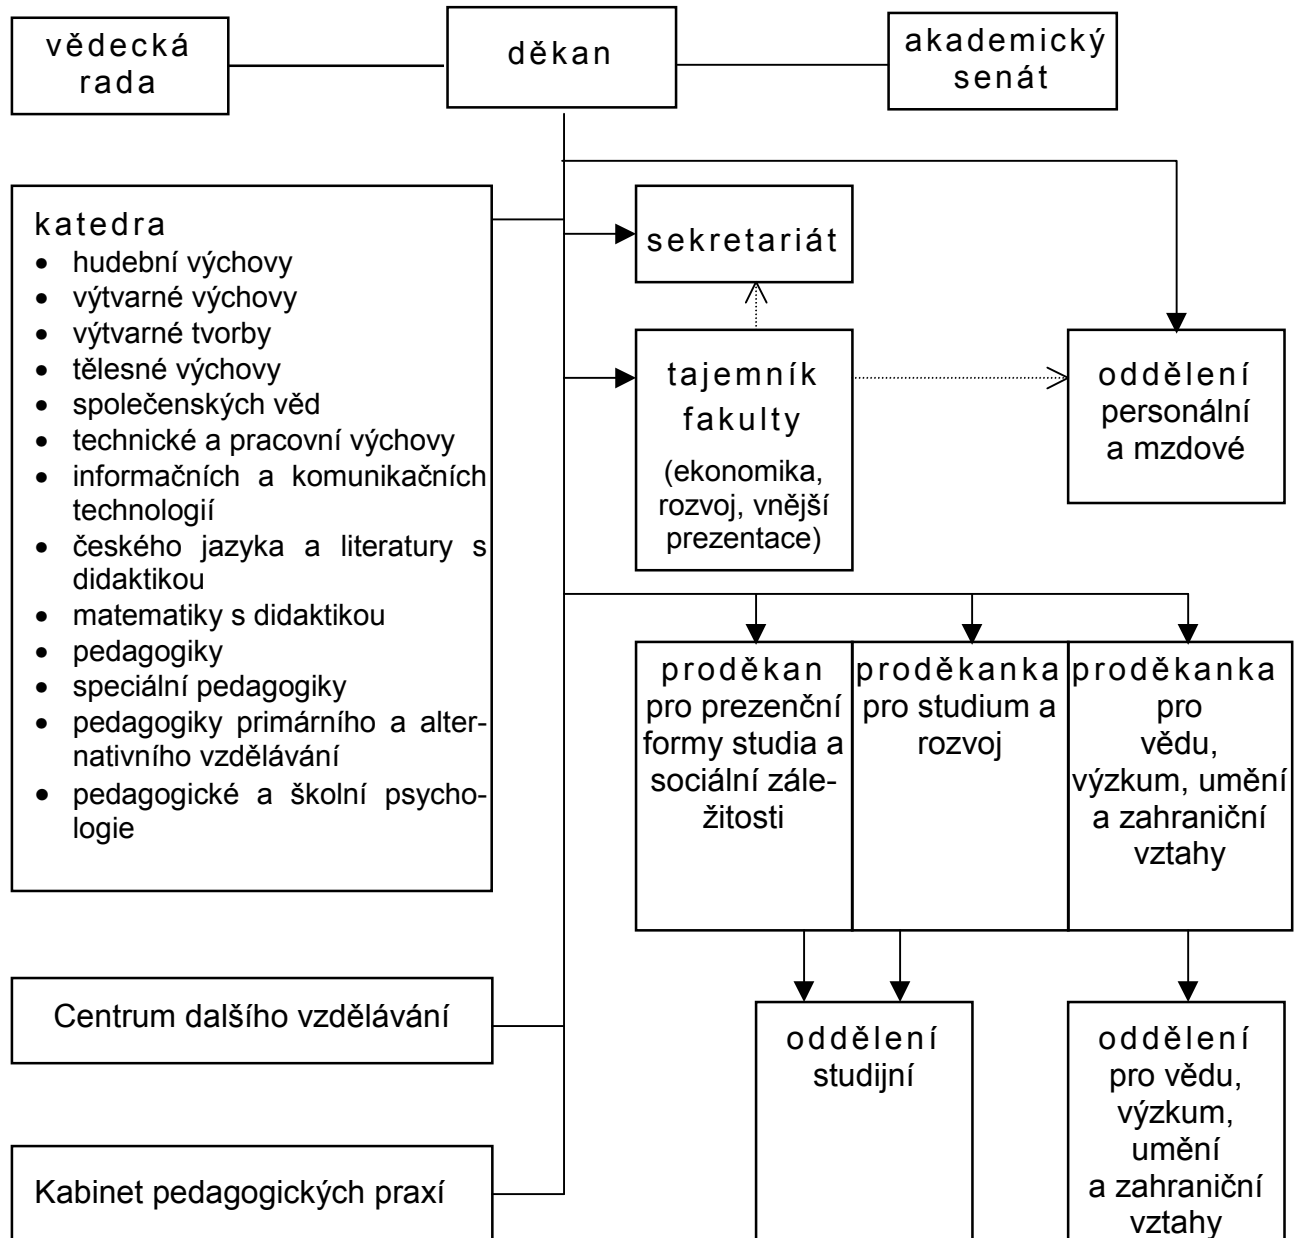 vědecká
rada
děkan
akademický
senát
katedra
• hudební výchovy
• výtvarné výchovy
• výtvarné tvorby
• tělesné výchovy
• společenských věd
• technické a pracovní výchovy
• informačních a komunikačních
technologií
• českého jazyka a literatury s
didaktikou
• matematiky s didaktikou
• pedagogiky
• speciální pedagogiky
• pedagogiky primárního a alter-
nativního vzdělávání
• pedagogické a školní psycho-
logie
sekretariát
tajemník
fakulty
(ekonomika,
rozvoj, vnější
prezentace)
oddělení
personální
a mzdové
proděkan
pro prezenční
formy studia a
sociální zále-
žitosti
proděkanka
pro studium a
rozvoj
proděkanka
pro
vědu,
výzkum, umění
a zahraniční
vztahy
Centrum dalšího vzdělávání
Kabinet pedagogických praxí
oddělení
studijní
oddělení
pro vědu,
výzkum,
umění
a zahraniční
vztahy